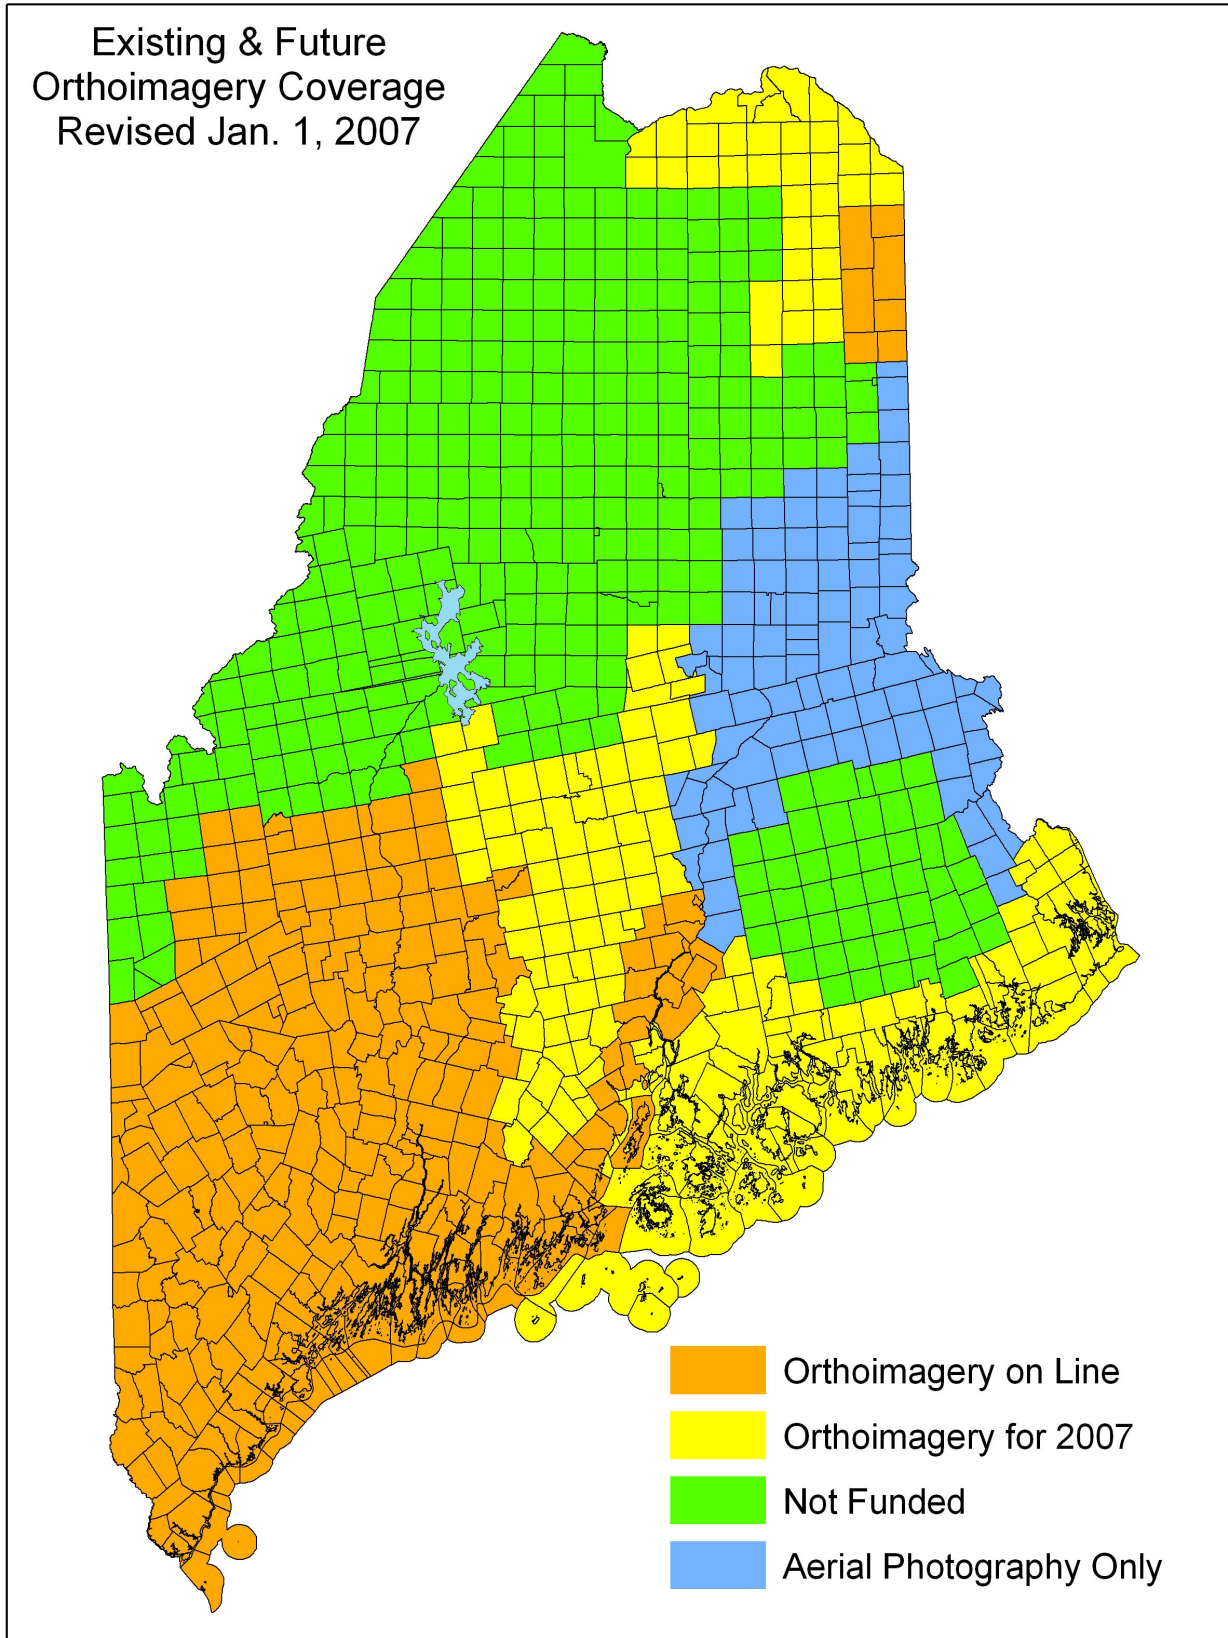 Existing & Future
Orthoimagery Coverage
Revised Jan. 1, 2007
Orthoimagery on Line
Orthoimagery for 2007
Not Funded
Aerial Photography Only